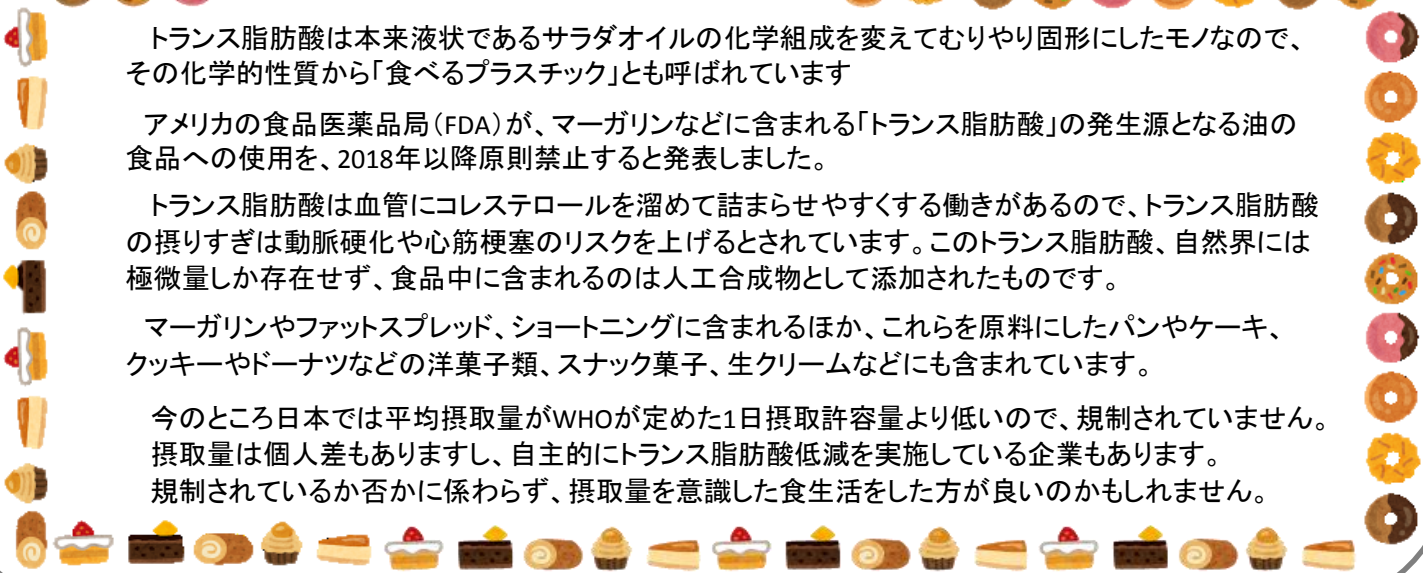 トランス脂肪酸は本来液状であるサラダオイルの化学組成を変えてむりやり固形にしたモノなので、
その化学的性質から「食べるプラスチック」とも呼ばれています
アメリカの食品医薬品局(FDA)が、マーガリンなどに含まれる「トランス脂肪酸」の発生源となる油の
食品への使用を、2018年以降原則禁止すると発表しました。
トランス脂肪酸は血管にコレステロールを溜めて詰まらせやすくする働きがあるので、トランス脂肪酸
の摂りすぎは動脈硬化や心筋梗塞のリスクを上げるとされています。このトランス脂肪酸、自然界には
極微量しか存在せず、食品中に含まれるのは人工合成物として添加されたものです。
マーガリンやファットスプレッド、ショートニングに含まれるほか、これらを原料にしたパンやケーキ、
クッキーやドーナツなどの洋菓子類、スナック菓子、生クリームなどにも含まれています。
今のところ日本では平均摂取量がWHOが定めた1日摂取許容量より低いので、規制されていません。
摂取量は個人差もありますし、自主的にトランス脂肪酸低減を実施している企業もあります。
規制されているか否かに係わらず、摂取量を意識した食生活をした方が良いのかもしれません。